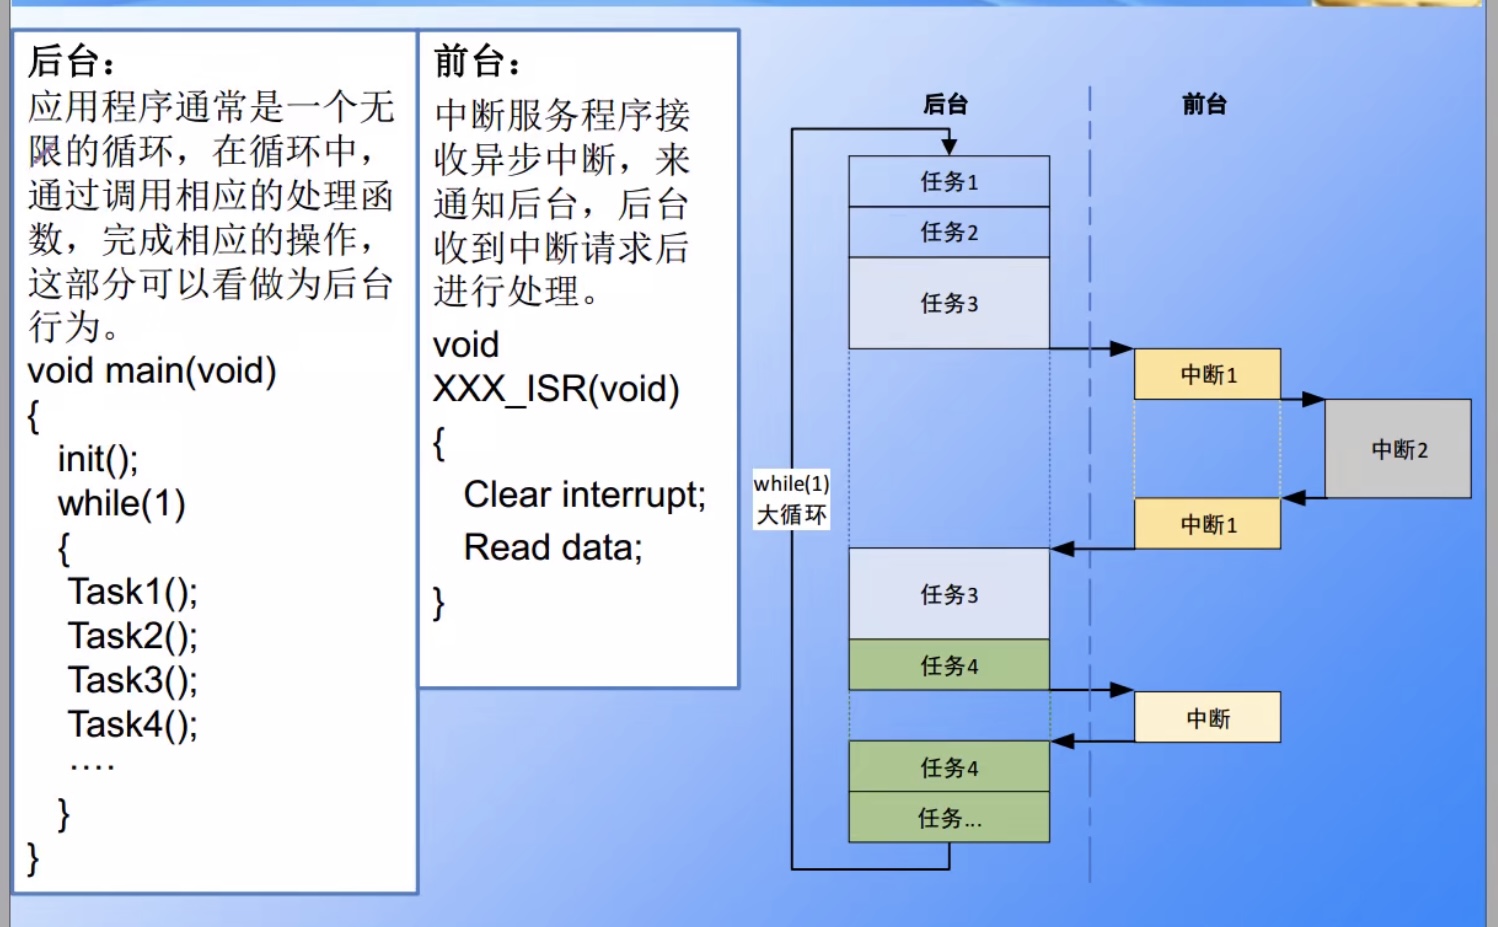 后台：
应用程序通常是一个无
限的循环，在循环中，
通过调用相应的处理函
数，完成相应的操作，
这部分可以看做为后台
行为。
void main(void)
{
init();
while(1)
{
Task1();
Task2();
Task3();
Task4();
....
}
}
前台：
中断服务程序接
收异步中断，来
通知后台，后台
收到中断请求后
进行处理。
void
XXX_ISR(void)
{
Clear interrupt;
Read data;
}
后台
前台
任务1
任务2
任务3
中断1
中断2
while(1)
大循环
中断1
任务3
任务4
中断
任务4
任务...